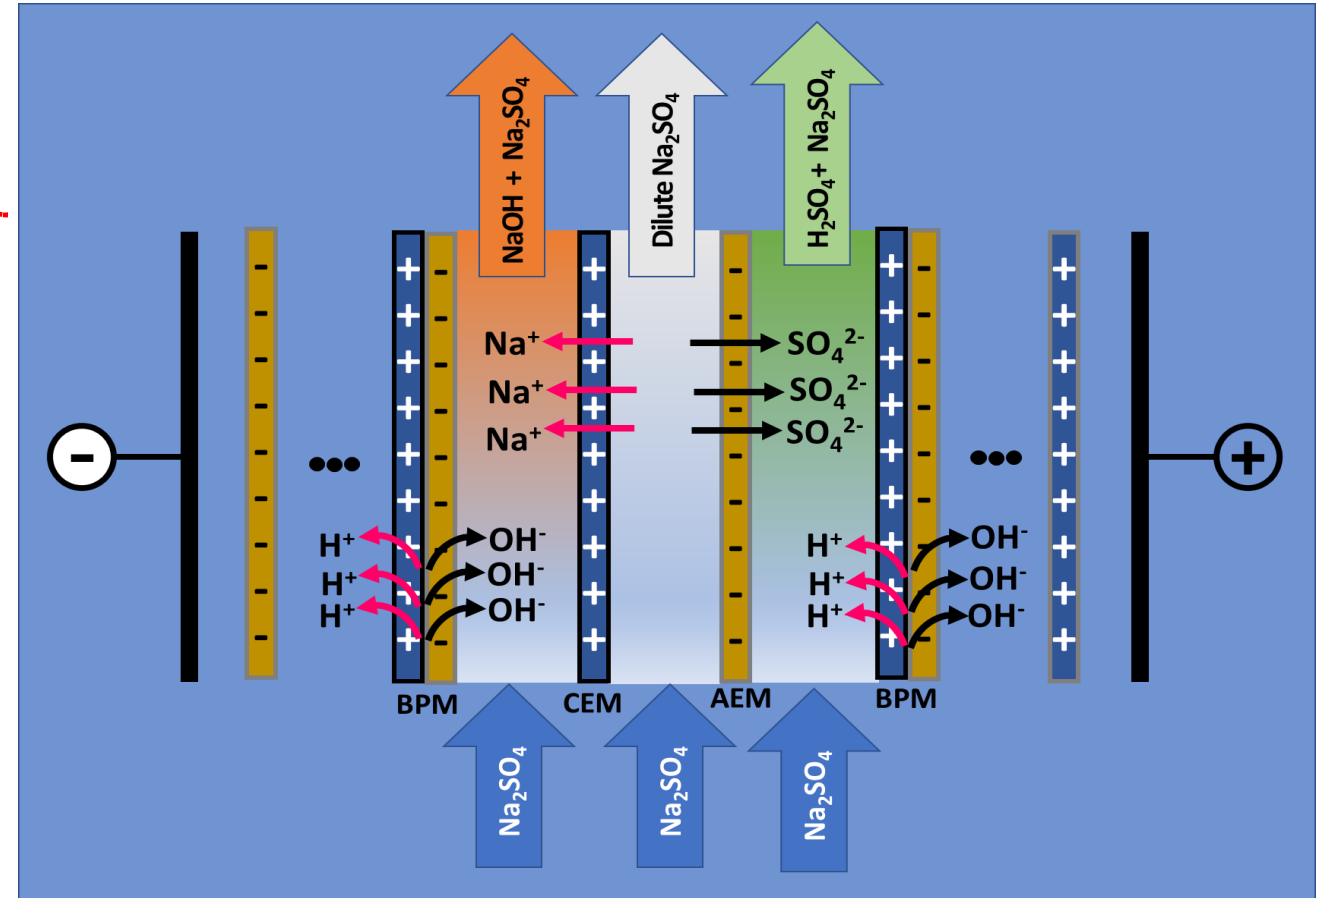 NaOH + Na₂SO₄
Dilute Na₂SO₄
H₂SO₄+ Na₂SO₄
Na⁺
SO₄²⁻
Na⁺
SO₄²⁻
Na⁺
SO₄²⁻
-
•••
•••
+
H⁺
OH⁻
H⁺
OH⁻
H⁺
OH⁻
H⁺
OH⁻
H⁺
OH⁻
H⁺
OH⁻
BPM
CEM
AEM
BPM
Na₂SO₄
Na₂SO₄
Na₂SO₄